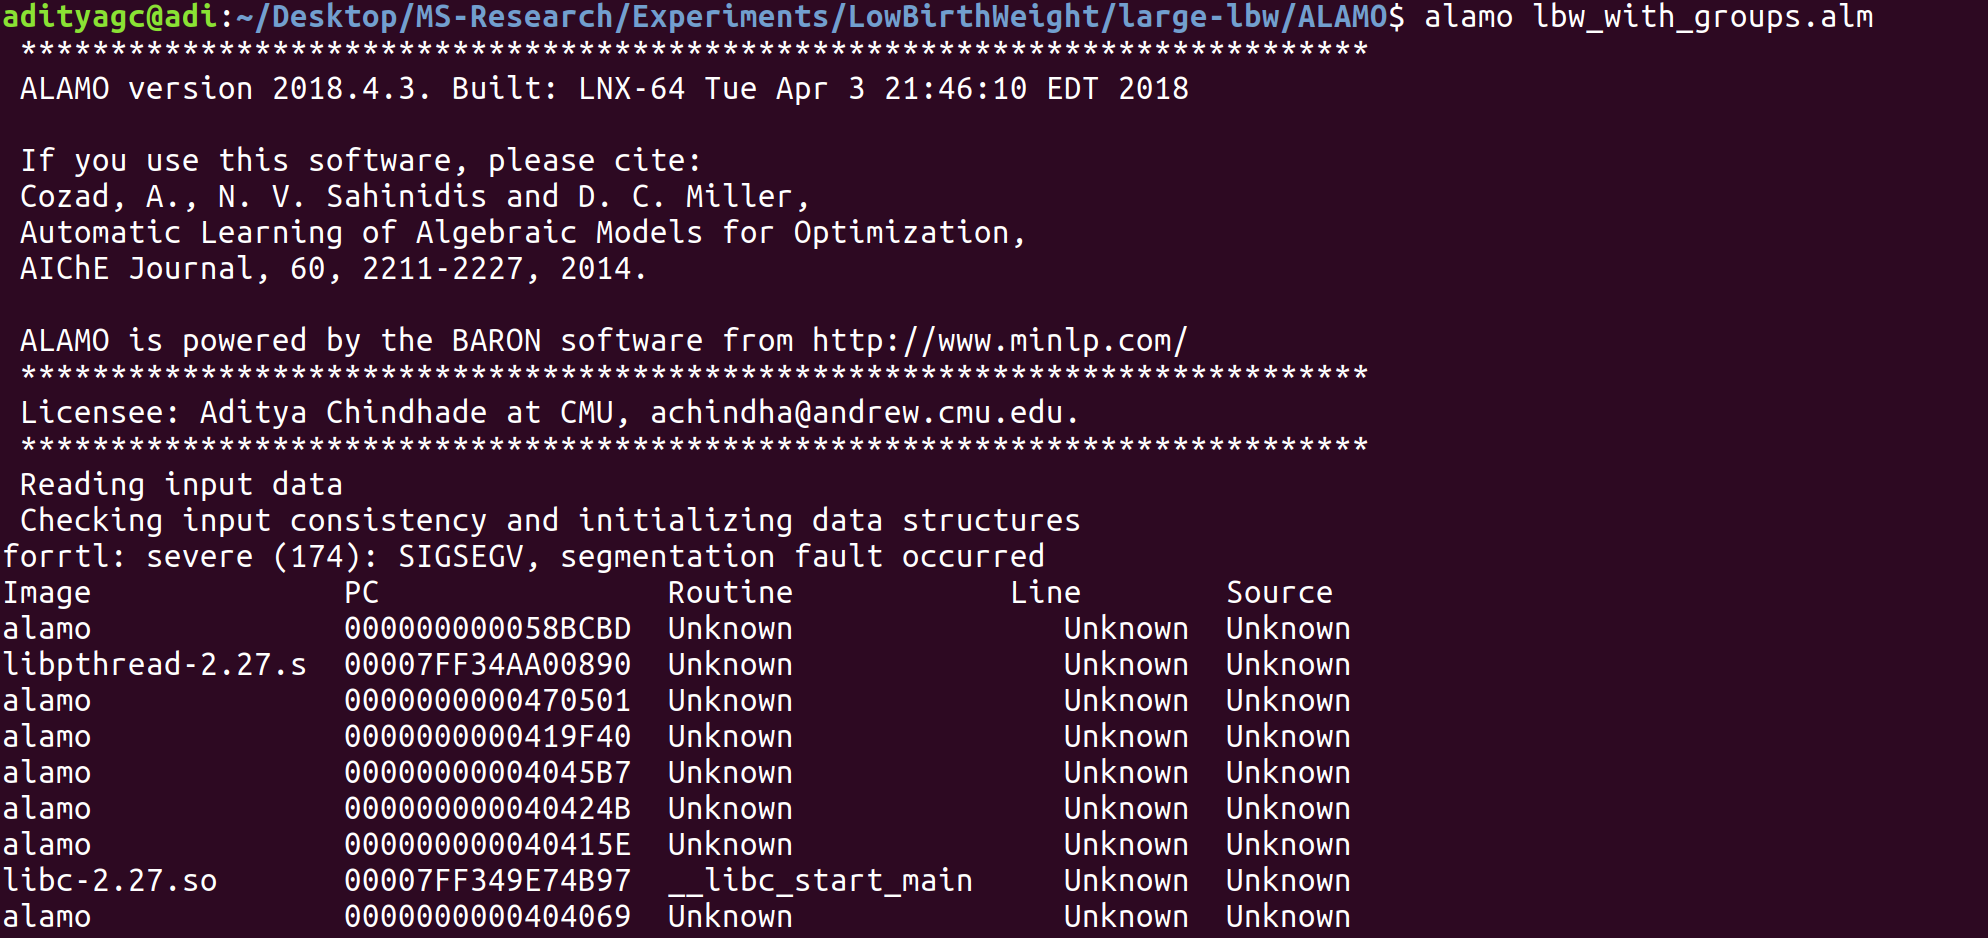 adityagc@adi:~/Desktop/MS-Research/Experiments/LowBirthWeight/large-lbw/ALAMO$ alamo lbw_with_groups.alm
***************************************************************************
ALAMO version 2018.4.3. Built: LNX-64 Tue Apr 3 21:46:10 EDT 2018
If you use this software, please cite:
Cozad, A., N. V. Sahinidis and D. C. Miller,
Automatic Learning of Algebraic Models for Optimization,
AIChE Journal, 60, 2211-2227, 2014.
ALAMO is powered by the BARON software from http://www.minlp.com/
***************************************************************************
Licensee: Aditya Chindhade at CMU, achindha@andrew.cmu.edu.
***************************************************************************
Reading input data
Checking input consistency and initializing data structures
forrtl: severe (174): SIGSEGV, segmentation fault occurred
Image              PC                Routine            Line        Source
alamo              000000000058BCBD  Unknown               Unknown  Unknown
libpthread-2.27.s  00007FF34AA00890  Unknown               Unknown  Unknown
alamo              0000000000470501  Unknown               Unknown  Unknown
alamo              0000000000419F40  Unknown               Unknown  Unknown
alamo              00000000004045B7  Unknown               Unknown  Unknown
alamo              000000000040424B  Unknown               Unknown  Unknown
alamo              000000000040415E  Unknown               Unknown  Unknown
libc-2.27.so       00007FF349E74B97  __libc_start_main     Unknown  Unknown
alamo              0000000000404069  Unknown               Unknown  Unknown